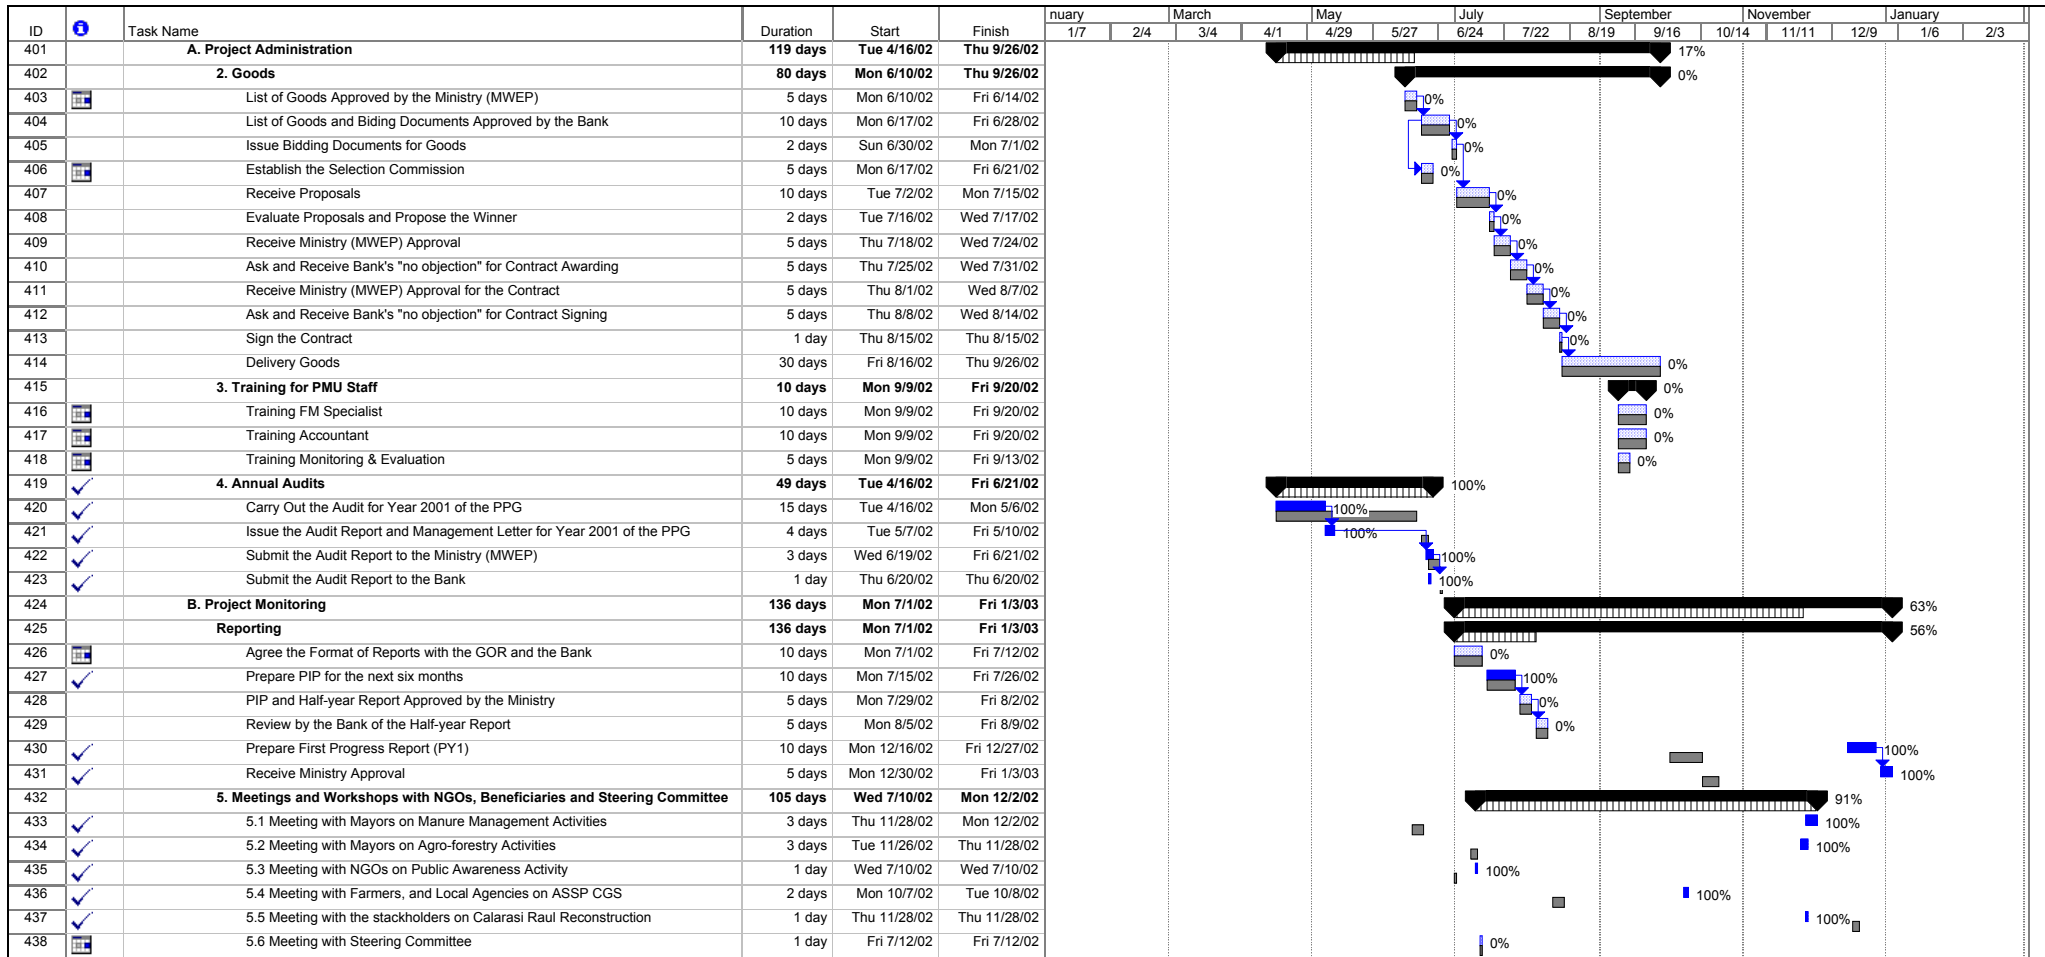 nuary March May July September November January
ID Task Name Duration Start Finish 1/7 2/4 3/4 4/1 4/29 5/27 6/24 7/22 8/19 9/16 10/14 11/11 12/9 1/6 2/3
401 A. Project Administration 119 days Tue 4/16/02 Thu 9/26/02 17%
402 2. Goods 80 days Mon 6/10/02 Thu 9/26/02 0%
403 List of Goods Approved by the Ministry (MWEP) 5 days Mon 6/10/02 Fri 6/14/02 0%
404 List of Goods and Biding Documents Approved by the Bank 10 days Mon 6/17/02 Fri 6/28/02 0%
405 Issue Bidding Documents for Goods 2 days Sun 6/30/02 Mon 7/1/02 0%
406 Establish the Selection Commission 5 days Mon 6/17/02 Fri 6/21/02 0%
407 Receive Proposals 10 days Tue 7/2/02 Mon 7/15/02 0%
408 Evaluate Proposals and Propose the Winner 2 days Tue 7/16/02 Wed 7/17/02 0%
409 Receive Ministry (MWEP) Approval 5 days Thu 7/18/02 Wed 7/24/02 0%
410 Ask and Receive Bank's "no objection" for Contract Awarding 5 days Thu 7/25/02 Wed 7/31/02 0%
411 Receive Ministry (MWEP) Approval for the Contract 5 days Thu 8/1/02 Wed 8/7/02 0%
412 Ask and Receive Bank's "no objection" for Contract Signing 5 days Thu 8/8/02 Wed 8/14/02 0%
413 Sign the Contract 1 day Thu 8/15/02 Thu 8/15/02 0%
414 Delivery Goods 30 days Fri 8/16/02 Thu 9/26/02 0%
415 3. Training for PMU Staff 10 days Mon 9/9/02 Fri 9/20/02 0%
416 Training FM Specialist 10 days Mon 9/9/02 Fri 9/20/02 0%
417 Training Accountant 10 days Mon 9/9/02 Fri 9/20/02 0%
418 Training Monitoring & Evaluation 5 days Mon 9/9/02 Fri 9/13/02 0%
419 4. Annual Audits 49 days Tue 4/16/02 Fri 6/21/02 100%
420 Carry Out the Audit for Year 2001 of the PPG 15 days Tue 4/16/02 Mon 5/6/02 100%
421 Issue the Audit Report and Management Letter for Year 2001 of the PPG 4 days Tue 5/7/02 Fri 5/10/02 100%
422 Submit the Audit Report to the Ministry (MWEP) 3 days Wed 6/19/02 Fri 6/21/02 100%
423 Submit the Audit Report to the Bank 1 day Thu 6/20/02 Thu 6/20/02 100%
424 B. Project Monitoring 136 days Mon 7/1/02 Fri 1/3/03 63%
425 Reporting 136 days Mon 7/1/02 Fri 1/3/03 56%
426 Agree the Format of Reports with the GOR and the Bank 10 days Mon 7/1/02 Fri 7/12/02 0%
427 Prepare PIP for the next six months 10 days Mon 7/15/02 Fri 7/26/02 100%
428 PIP and Half-year Report Approved by the Ministry 5 days Mon 7/29/02 Fri 8/2/02 0%
429 Review by the Bank of the Half-year Report 5 days Mon 8/5/02 Fri 8/9/02 0%
430 Prepare First Progress Report (PY1) 10 days Mon 12/16/02 Fri 12/27/02 100%
431 Receive Ministry Approval 5 days Mon 12/30/02 Fri 1/3/03 100%
432 5. Meetings and Workshops with NGOs, Beneficiaries and Steering Committee 105 days Wed 7/10/02 Mon 12/2/02 91%
433 5.1 Meeting with Mayors on Manure Management Activities 3 days Thu 11/28/02 Mon 12/2/02 100%
434 5.2 Meeting with Mayors on Agro-forestry Activities 3 days Tue 11/26/02 Thu 11/28/02 100%
435 5.3 Meeting with NGOs on Public Awareness Activity 1 day Wed 7/10/02 Wed 7/10/02 100%
436 5.4 Meeting with Farmers, and Local Agencies on ASSP CGS 2 days Mon 10/7/02 Tue 10/8/02 100%
437 5.5 Meeting with the stackholders on Calarasi Raul Reconstruction 1 day Thu 11/28/02 Thu 11/28/02 100%
438 5.6 Meeting with Steering Committee 1 day Fri 7/12/02 Fri 7/12/02 0%